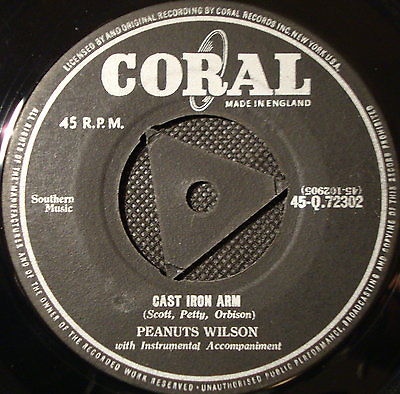 LICENSED BY AND ORIGINAL RECORDING BY CORAL RECORDS INC. NEW YORK U.S.A.
CORAL
MADE IN ENGLAND
45 R.P.M.
Southern
Music
(45-102905)
45-Q.72302
CAST IRON ARM
(Scott, Petty, Orbison)
PEANUTS WILSON
with Instrumental Accompaniment
ALL RIGHTS OF THE MANUFACTURERS AND OF THE OWNER OF THE RECORDED WORK RESERVED · UNAUTHORISED PUBLIC PERFORMANCE, BROADCASTING AND COPYING OF THIS RECORD PROHIBITED